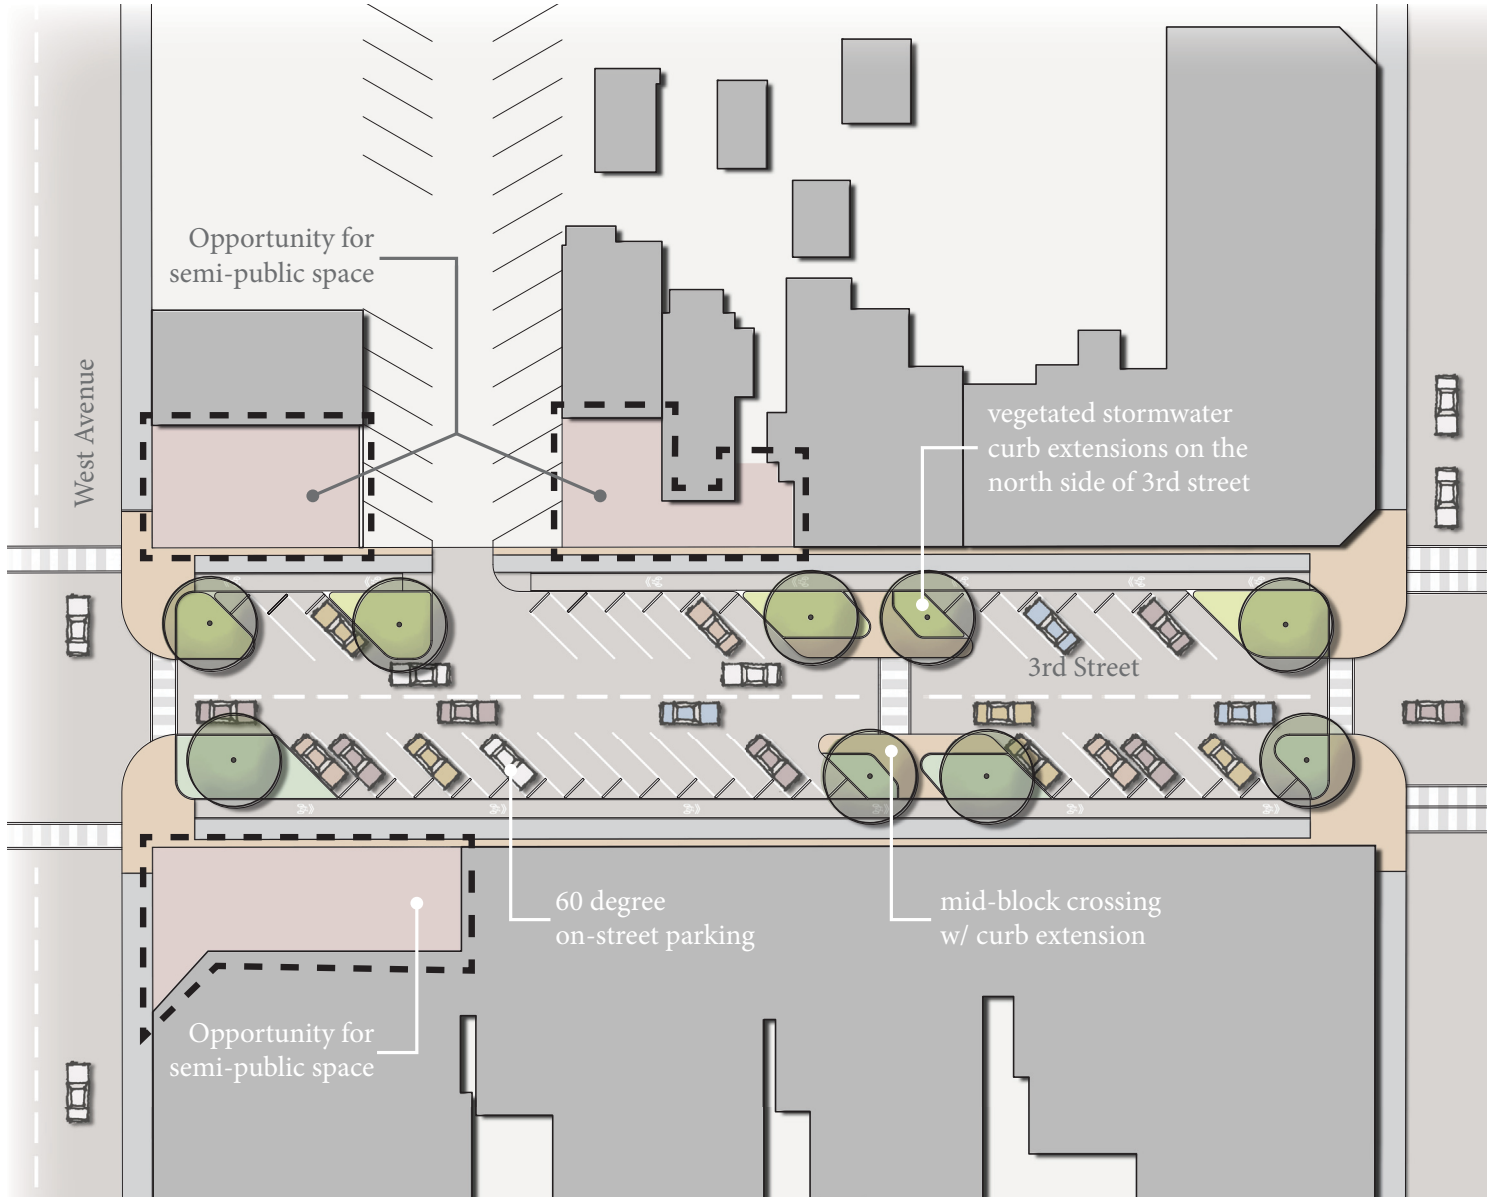 Opportunity for
semi-public space
West Avenue
vegetated stormwater
curb extensions on the
north side of 3rd street
3rd Street
60 degree
on-street parking
mid-block crossing
w/ curb extension
Opportunity for
semi-public space